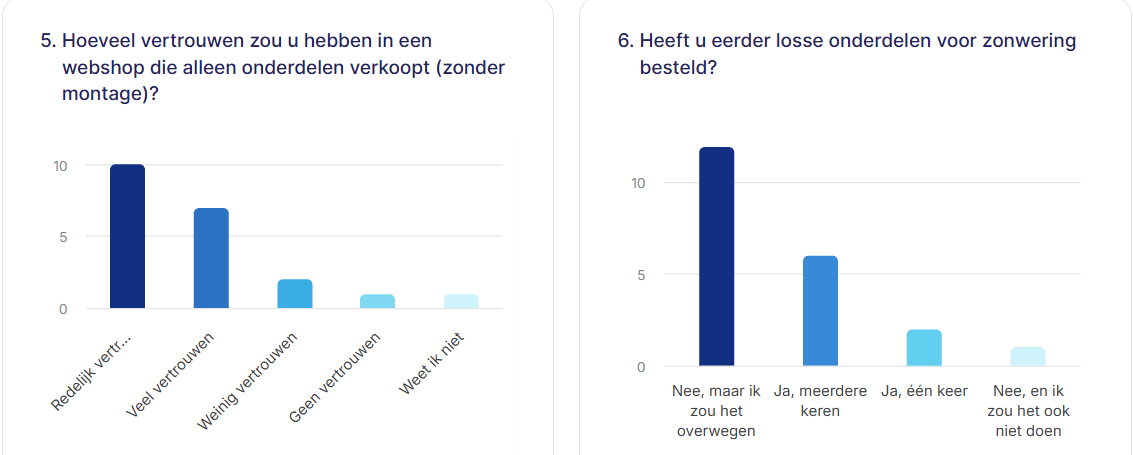 5. Hoeveel vertrouwen zou u hebben in een
webshop die alleen onderdelen verkoopt (zonder
montage)?
10
5
0
Redelijk vertr...
Veel vertrouwen
Weinig vertrouwen
Geen vertrouwen
Weet ik niet
6. Heeft u eerder losse onderdelen voor zonwering
besteld?
10
5
0
Nee, maar ik
zou het
overwegen
Ja, meerdere
keren
Ja, één keer
Nee, en ik
zou het ook
niet doen